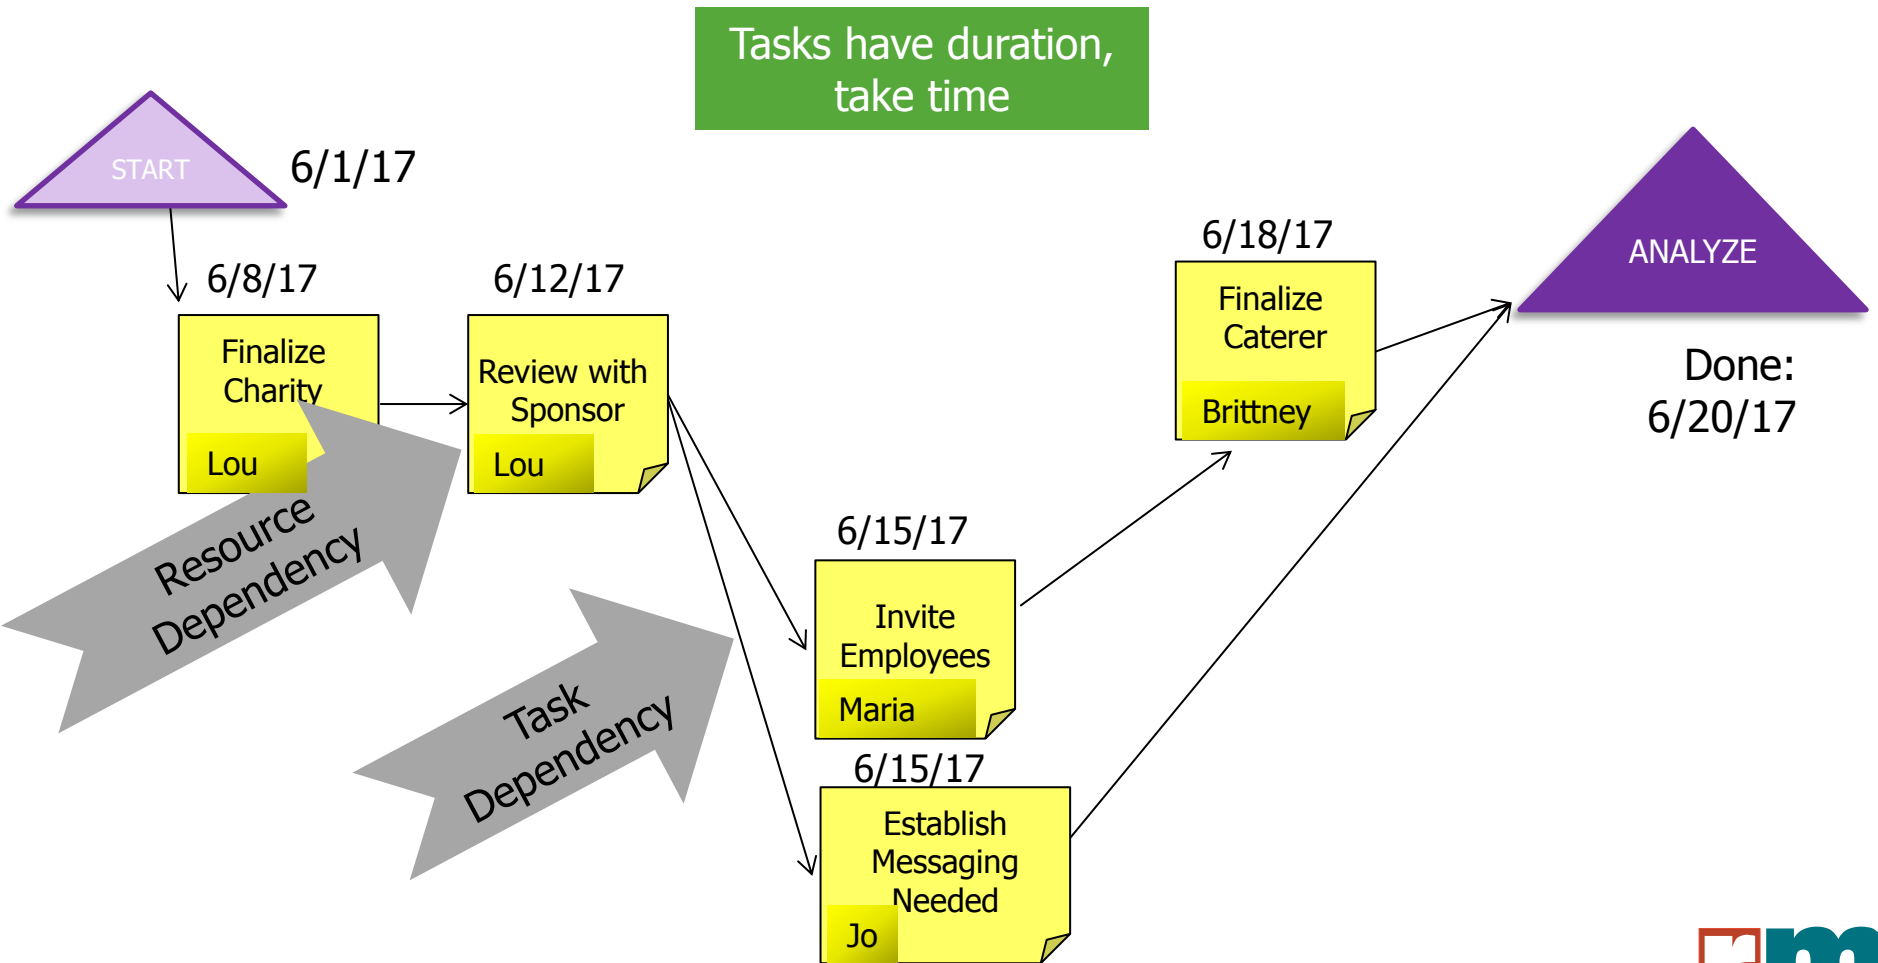 Tasks have duration,
take time
START
6/1/17
6/8/17
Finalize
Charity
Lou
6/12/17
Review with
Sponsor
Lou
Resource
Dependency
Task
Dependency
6/15/17
Invite
Employees
Maria
6/15/17
Establish
Messaging
Needed
Jo
6/18/17
Finalize
Caterer
Brittney
ANALYZE
Done:
6/20/17
rm